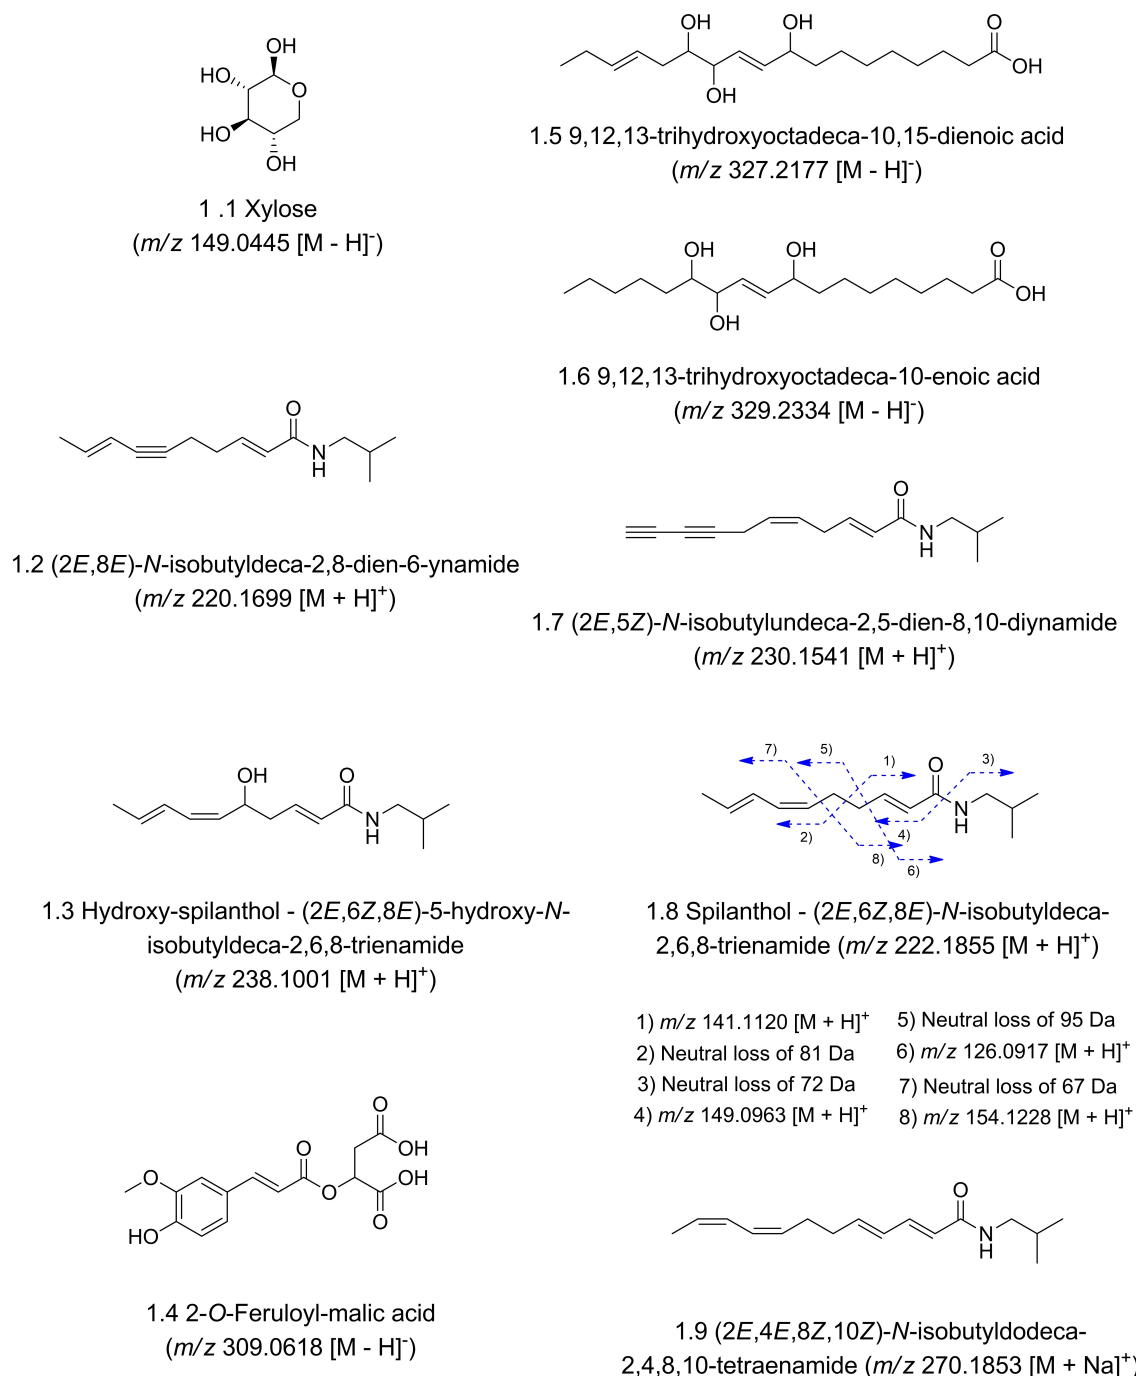 OH
HO
O
HO
OH
1 .1 Xylose
(m/z 149.0445 [M - H]-)
OH
OH
O
OH
OH
1.5 9,12,13-trihydroxyoctadeca-10,15-dienoic acid
(m/z 327.2177 [M - H]-)
OH
OH
O
OH
OH
1.6 9,12,13-trihydroxyoctadeca-10-enoic acid
(m/z 329.2334 [M - H]-)
O
N
H
1.2 (2E,8E)-N-isobutyldeca-2,8-dien-6-ynamide
(m/z 220.1699 [M + H]+)
O
N
H
1.7 (2E,5Z)-N-isobutylundeca-2,5-dien-8,10-diynamide
(m/z 230.1541 [M + H]+)
OH
O
N
H
1.3 Hydroxy-spilanthol - (2E,6Z,8E)-5-hydroxy-N-
isobutyldeca-2,6,8-trienamide
(m/z 238.1001 [M + H]+)
7)
5)
1)
3)
O
N
H
2)
4)
8)
6)
1.8 Spilanthol - (2E,6Z,8E)-N-isobutyldeca-
2,6,8-trienamide (m/z 222.1855 [M + H]+)
1) m/z 141.1120 [M + H]+
2) Neutral loss of 81 Da
3) Neutral loss of 72 Da
4) m/z 149.0963 [M + H]+
5) Neutral loss of 95 Da
6) m/z 126.0917 [M + H]+
7) Neutral loss of 67 Da
8) m/z 154.1228 [M + H]+
O
OH
O
O
OH
O
O
HO
1.4 2-O-Feruloyl-malic acid
(m/z 309.0618 [M - H]-)
O
N
H
1.9 (2E,4E,8Z,10Z)-N-isobutyldodeca-
2,4,8,10-tetraenamide (m/z 270.1853 [M + Na]+)